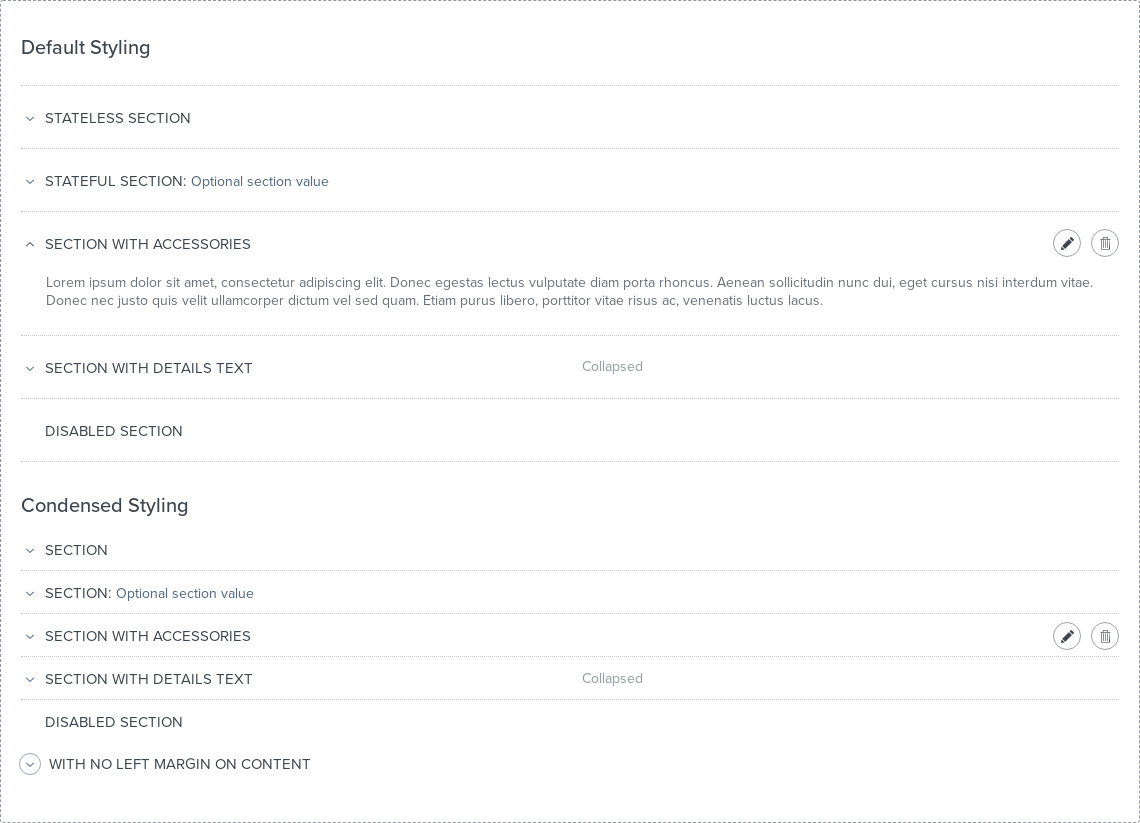 Default Styling
STATELESS SECTION
STATEFUL SECTION: Optional section value
SECTION WITH ACCESSORIES
Lorem ipsum dolor sit amet, consectetur adipiscing elit. Donec egestas lectus vulputate diam porta rhoncus. Aenean sollicitudin nunc dui, eget cursus nisi interdum vitae.
Donec nec justo quis velit ullamcorper dictum vel sed quam. Etiam purus libero, porttitor vitae risus ac, venenatis luctus lacus.
SECTION WITH DETAILS TEXT Collapsed
DISABLED SECTION
Condensed Styling
SECTION
SECTION: Optional section value
SECTION WITH ACCESSORIES
SECTION WITH DETAILS TEXT Collapsed
DISABLED SECTION
WITH NO LEFT MARGIN ON CONTENT